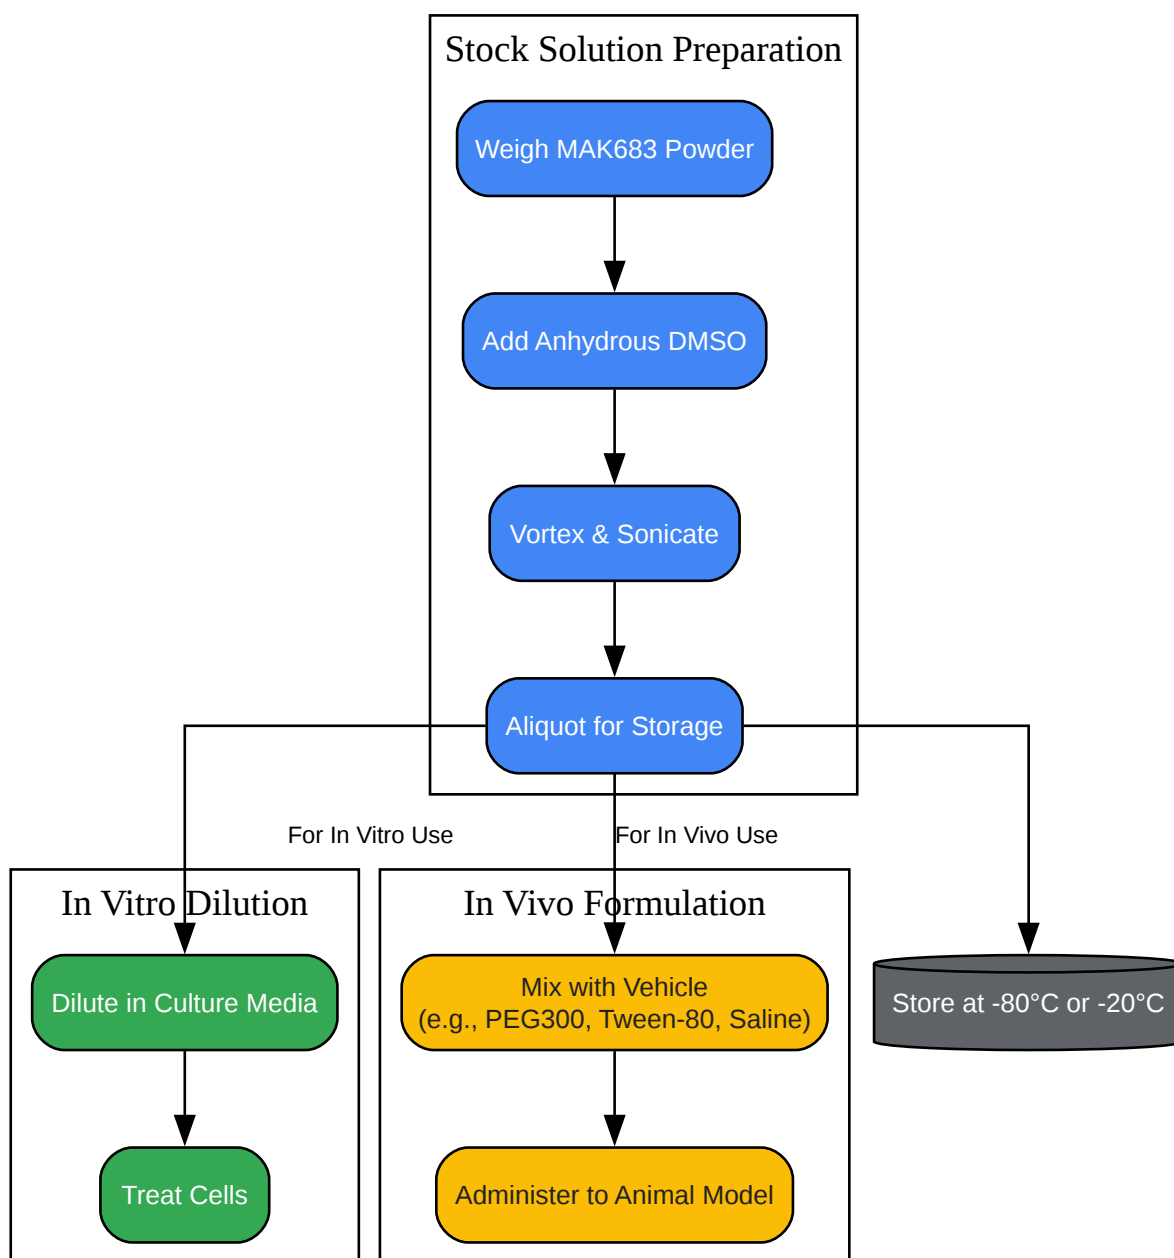 Stock Solution Preparation
Weigh MAK683 Powder
Add Anhydrous DMSO
Vortex & Sonicate
Aliquot for Storage
For In Vitro Use
For In Vivo Use
In Vitro Dilution
In Vivo Formulation
Dilute in Culture Media
Mix with Vehicle
(e.g., PEG300, Tween-80, Saline)
Store at -80°C or -20°C
Treat Cells
Administer to Animal Model